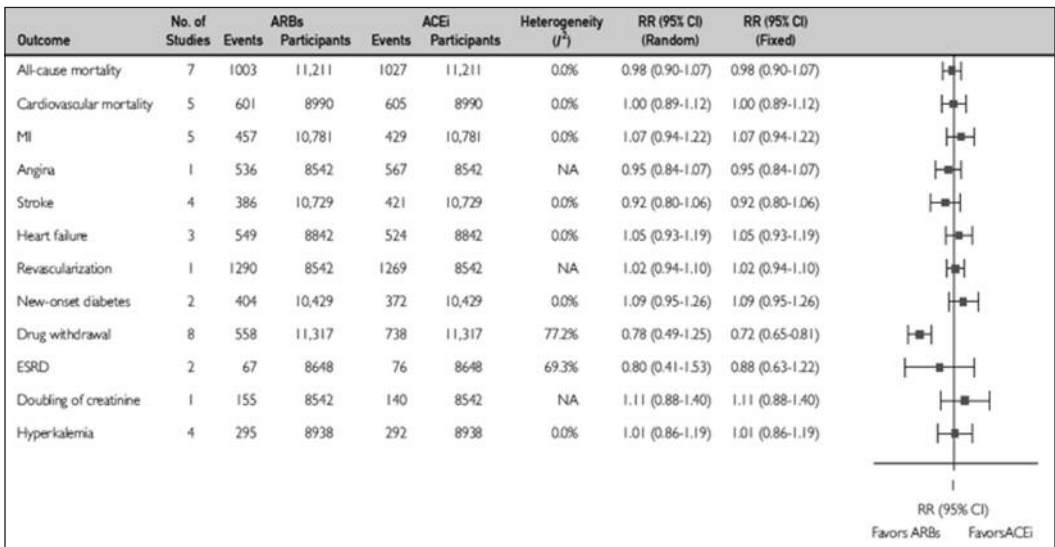 No. of ARBs ACEi Heterogeneity RR (95% CI) RR (95% CI)
Outcome Studies Events Participants Events Participants (I²) (Random) (Fixed)
All-cause mortality 7 1003 11,211 1027 11,211 0.0% 0.98 (0.90-1.07) 0.98 (0.90-1.07)
Cardiovascular mortality 5 601 8990 605 8990 0.0% 1.00 (0.89-1.12) 1.00 (0.89-1.12)
MI 5 457 10,781 429 10,781 0.0% 1.07 (0.94-1.22) 1.07 (0.94-1.22)
Angina 1 536 8542 567 8542 NA 0.95 (0.84-1.07) 0.95 (0.84-1.07)
Stroke 4 386 10,729 421 10,729 0.0% 0.92 (0.80-1.06) 0.92 (0.80-1.06)
Heart failure 3 549 8842 524 8842 0.0% 1.05 (0.93-1.19) 1.05 (0.93-1.19)
Revascularization 1 1290 8542 1269 8542 NA 1.02 (0.94-1.10) 1.02 (0.94-1.10)
New-onset diabetes 2 404 10,429 372 10,429 0.0% 1.09 (0.95-1.26) 1.09 (0.95-1.26)
Drug withdrawal 8 558 11,317 738 11,317 77.2% 0.78 (0.49-1.25) 0.72 (0.65-0.81)
ESRD 2 67 8648 76 8648 69.3% 0.80 (0.41-1.53) 0.88 (0.63-1.22)
Doubling of creatinine 1 155 8542 140 8542 NA 1.11 (0.88-1.40) 1.11 (0.88-1.40)
Hyperkalemia 4 295 8938 292 8938 0.0% 1.01 (0.86-1.19) 1.01 (0.86-1.19)
1
RR (95% CI)
Favors ARBs FavorsACEi